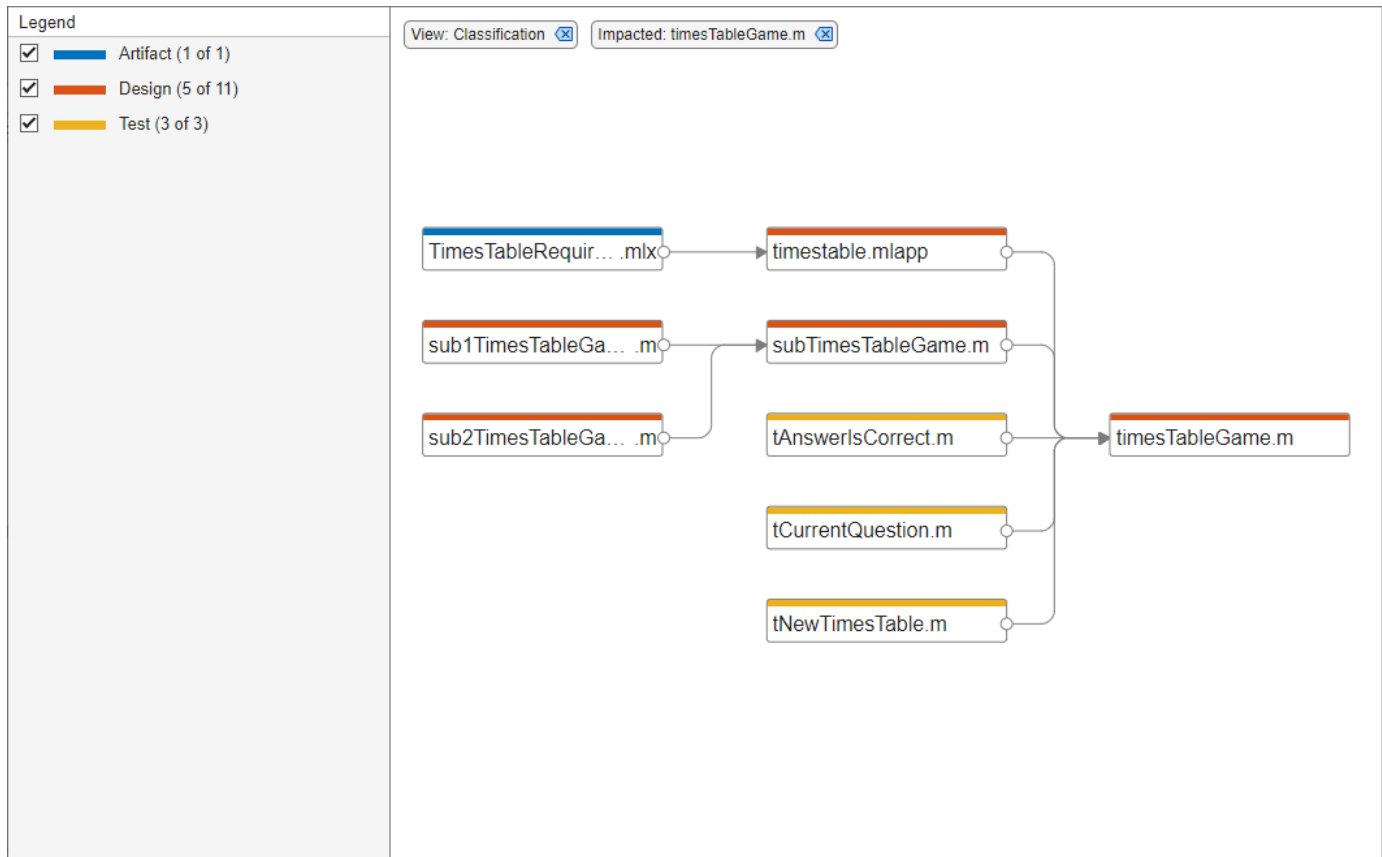 Legend
Artifact (1 of 1)
Design (5 of 11)
Test (3 of 3)
View: Classification
Impacted: timesTableGame.m
TimesTableRequir... .mlx
timestable.mlapp
sub1TimesTableGa... .m
subTimesTableGame.m
sub2TimesTableGa... .m
tAnswerIsCorrect.m
timesTableGame.m
tCurrentQuestion.m
tNewTimesTable.m